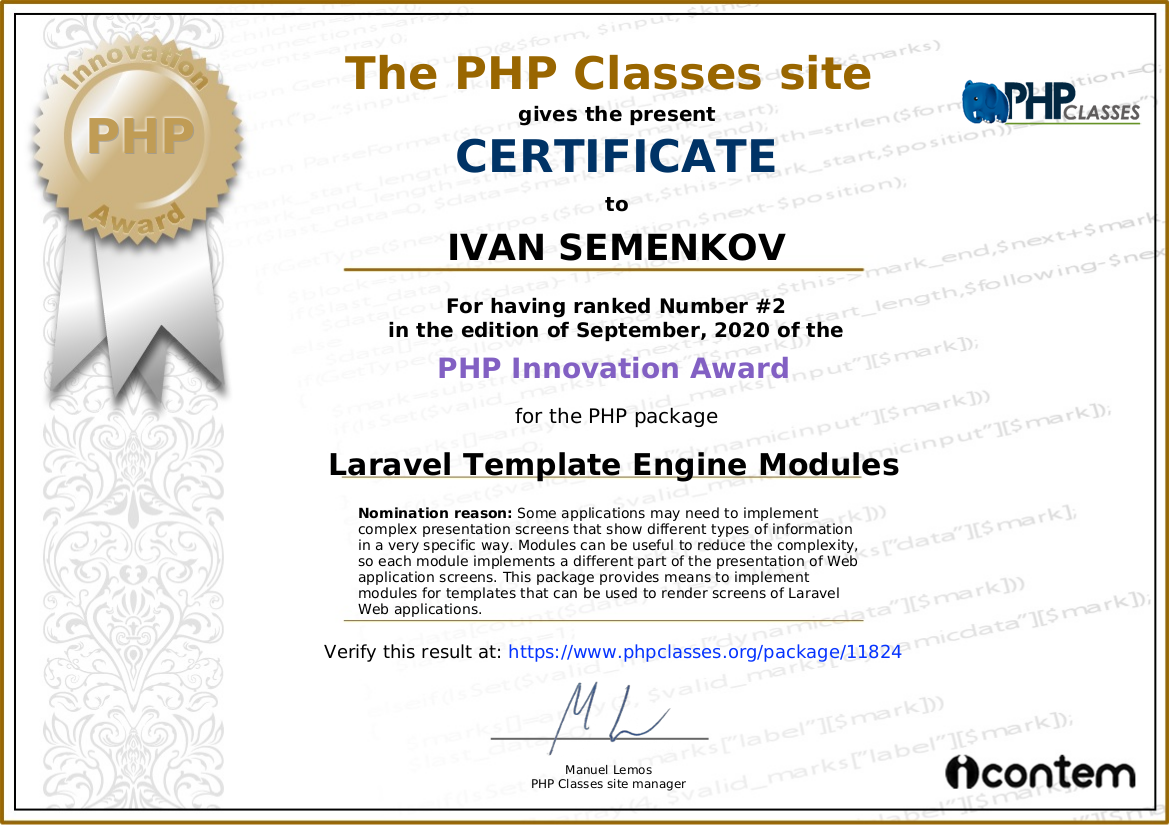 Innovation
PHP
Award
The PHP Classes site
gives the present
CERTIFICATE
to
IVAN SEMENKOV
For having ranked Number #2
in the edition of September, 2020 of the
PHP Innovation Award
for the PHP package
Laravel Template Engine Modules
Nomination reason: Some applications may need to implement
complex presentation screens that show different types of information
in a very specific way. Modules can be useful to reduce the complexity,
so each module implements a different part of the presentation of Web
application screens. This package provides means to implement
modules for templates that can be used to render screens of Laravel
Web applications.
Verify this result at: https://www.phpclasses.org/package/11824
Manuel Lemos
PHP Classes site manager
PHP CLASSES
icontem